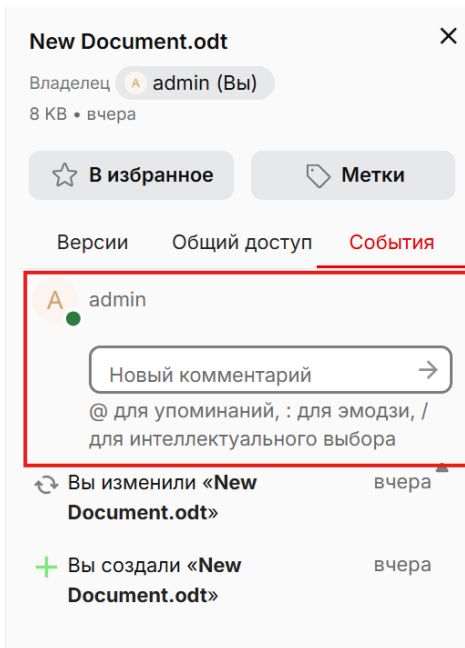 New Document.odt
Владелец A admin (Вы)
8 KB • вчера
В избранное Метки
Версии Общий доступ События
A admin
Новый комментарий
@ для упоминаний, : для эмодзи, /
для интеллектуального выбора
Вы изменили «New вчера
Document.odt»
Вы создали «New вчера
Document.odt»